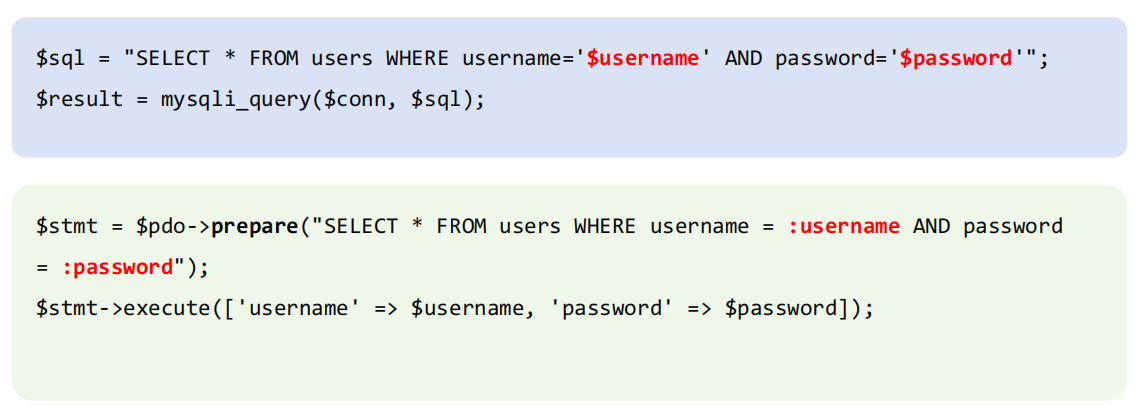 $sql = "SELECT * FROM users WHERE username='$username' AND password='$password'";
$result = mysqli_query($conn, $sql);
$stmt = $pdo->prepare("SELECT * FROM users WHERE username = :username AND password
= :password");
$stmt->execute(['username' => $username, 'password' => $password]);